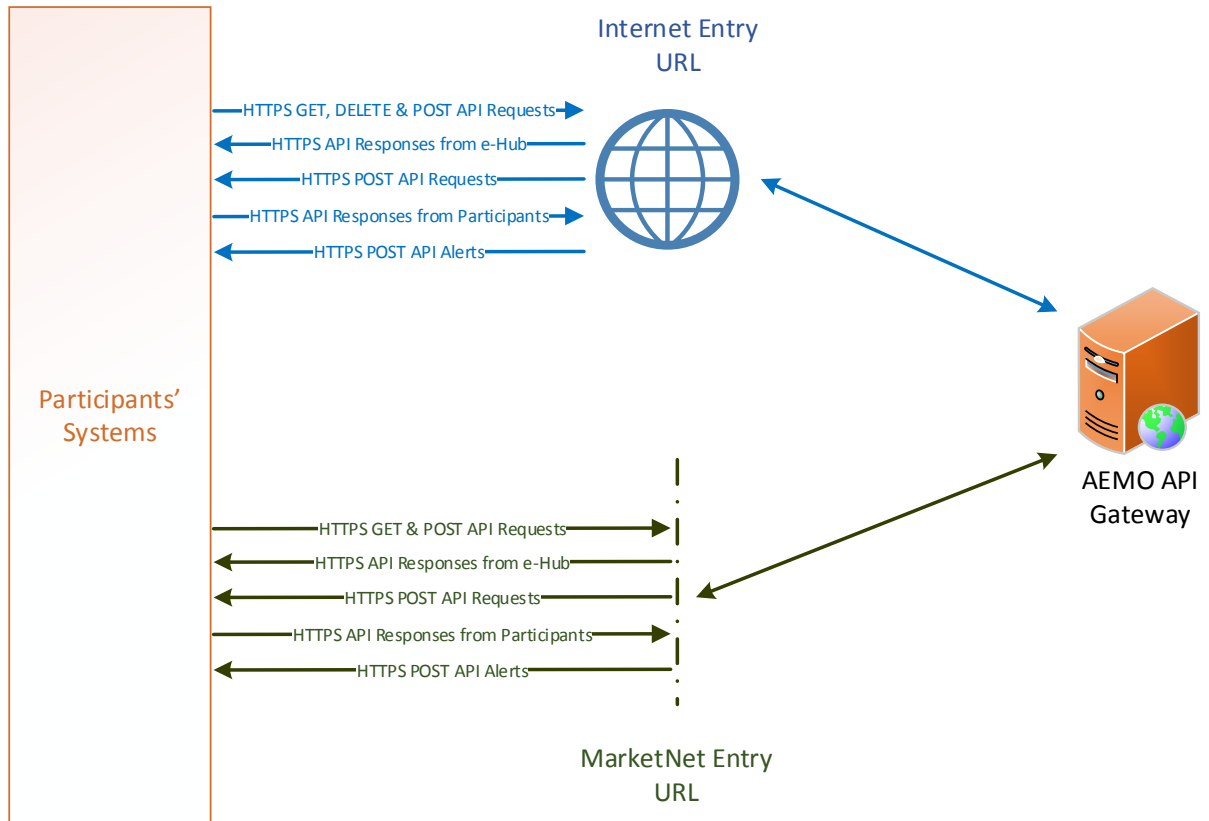 Internet Entry
URL
HTTPS GET, DELETE & POST API Requests
HTTPS API Responses from e-Hub
HTTPS POST API Requests
HTTPS API Responses from Participants
HTTPS POST API Alerts
Participants’
Systems
AEMO API
Gateway
HTTPS GET & POST API Requests
HTTPS API Responses from e-Hub
HTTPS POST API Requests
HTTPS API Responses from Participants
HTTPS POST API Alerts
MarketNet Entry
URL